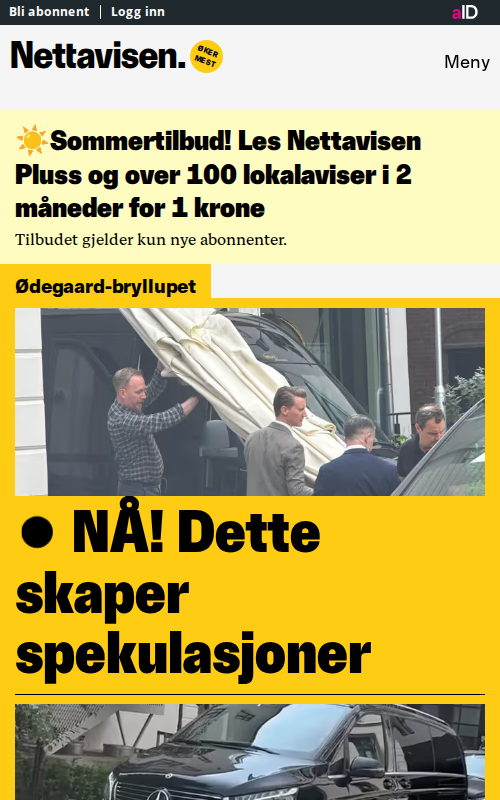 Bli abonnent | Logg inn
aID
Nettavisen.
ØKER
MEST
Meny
☀️Sommertilbud! Les Nettavisen
Pluss og over 100 lokalaviser i 2
måneder for 1 krone
Tilbudet gjelder kun nye abonnenter.
Ødegaard-bryllupet
● NÅ! Dette
skaper
spekulasjoner